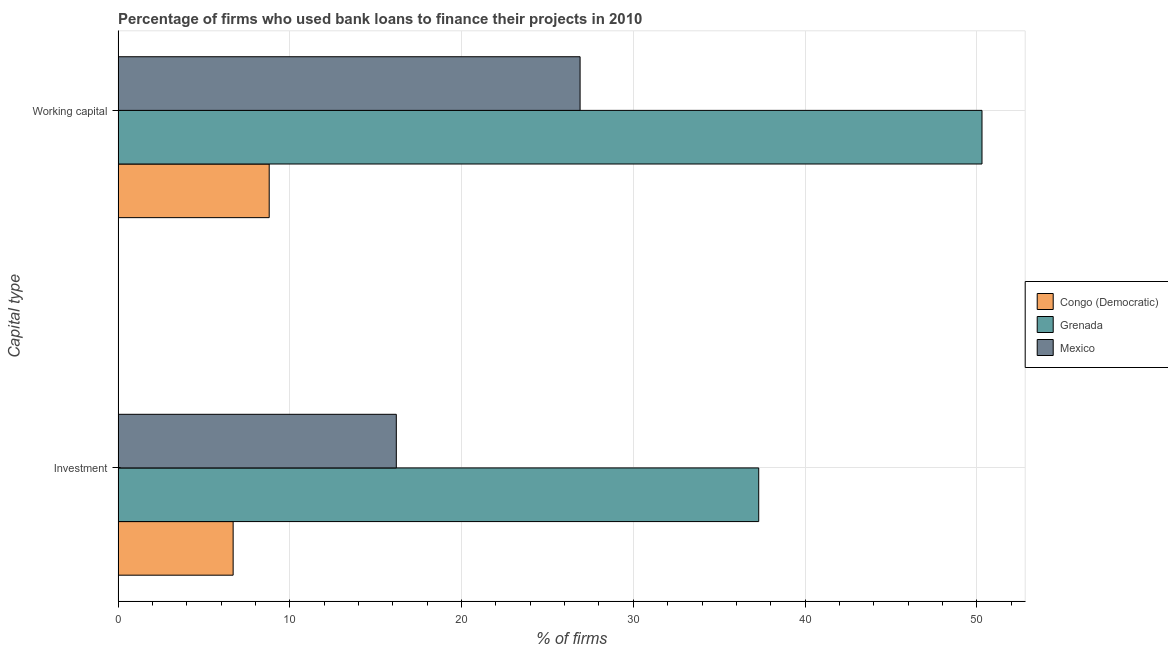 Percentage of firms who used bank loans to finance their projects in 2010
Working capital
Investment
Capital type
0
10
20
30
40
50
% of firms
Congo (Democratic)
Grenada
Mexico